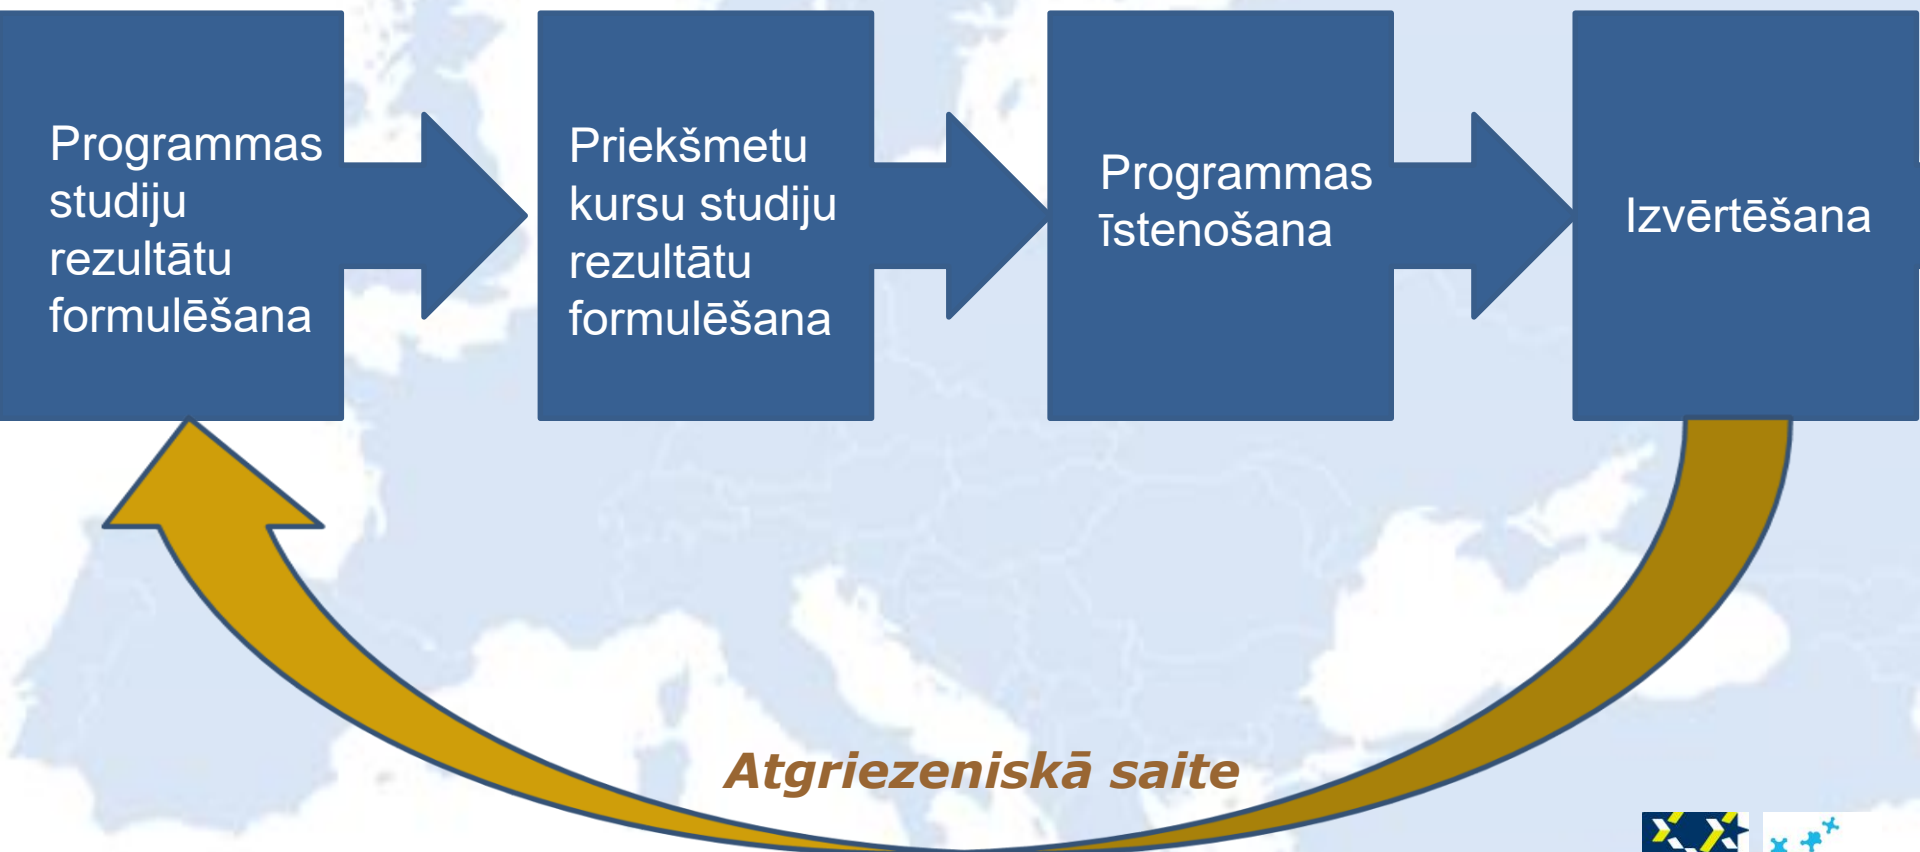 Programmas
studiju
rezultātu
formulēšana
Priekšmetu
kursu studiju
rezultātu
formulēšana
Programmas
īstenošana
Izvērtēšana
Atgriezeniskā saite